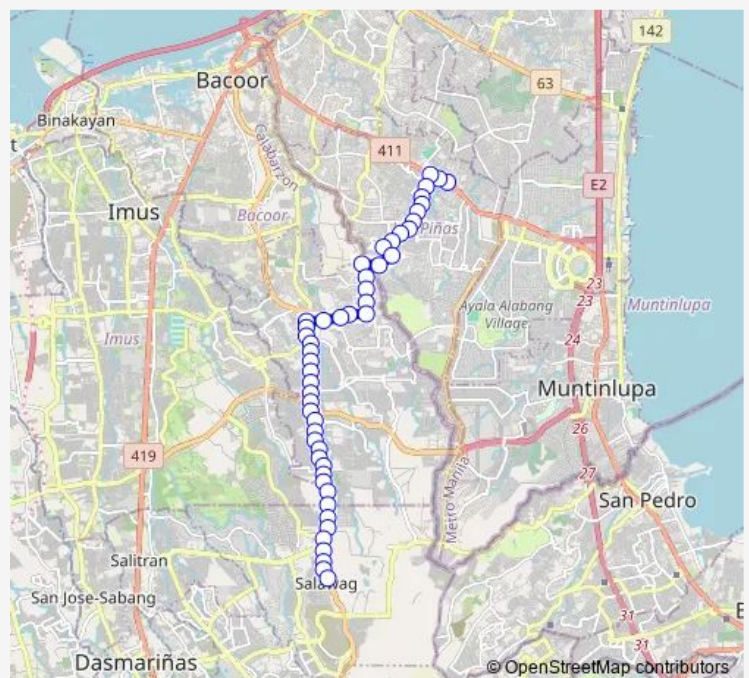 142
63
Bacoor
Binakayan
t
411
Calabarzon
E2
Imus
Bacoor
Piñas
23
23
Ayala Alabang
Village
Muntinlupa
Imus
24
Muntinlupa
26
419
27
San Pedro
Metro Manila
Salitran
Salawag
San Jose-Sabang
31
E
31
Dasmariñas
© OpenStreetMap contributors